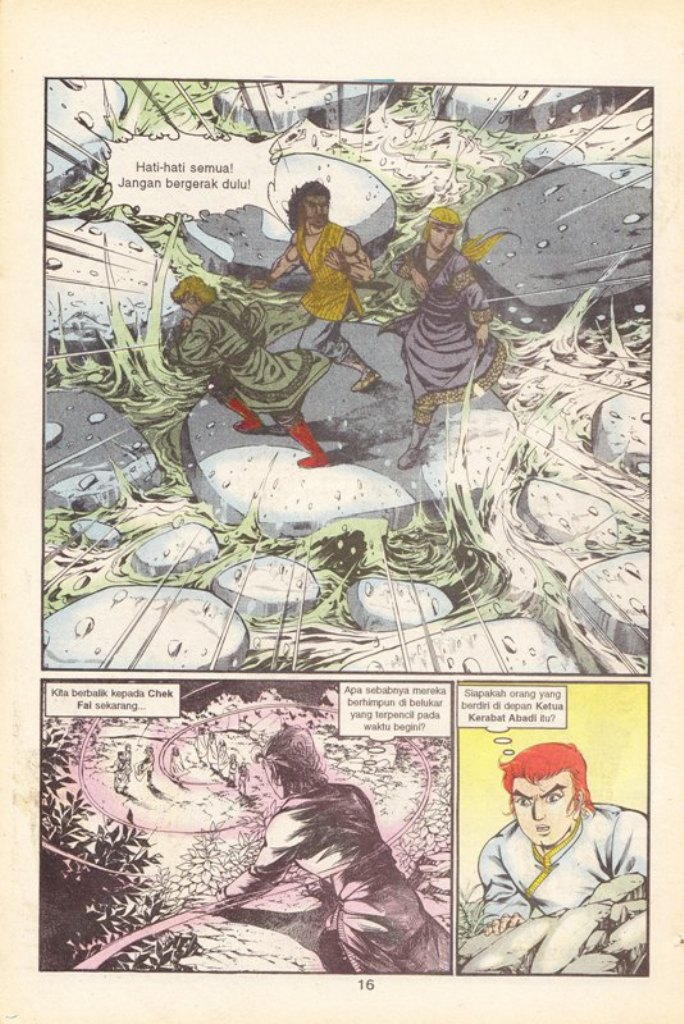 Hati-hati semua!
Jangan bergerak dulu!
Kita berbalik kepada Chek
Fal sekarang...
Apa sebabnya mereka
berhimpun di belukar
yang terpencil pada
waktu begini?
Siapakah orang yang
berdiri di depan Ketua
Kerabat Abadi itu?
16